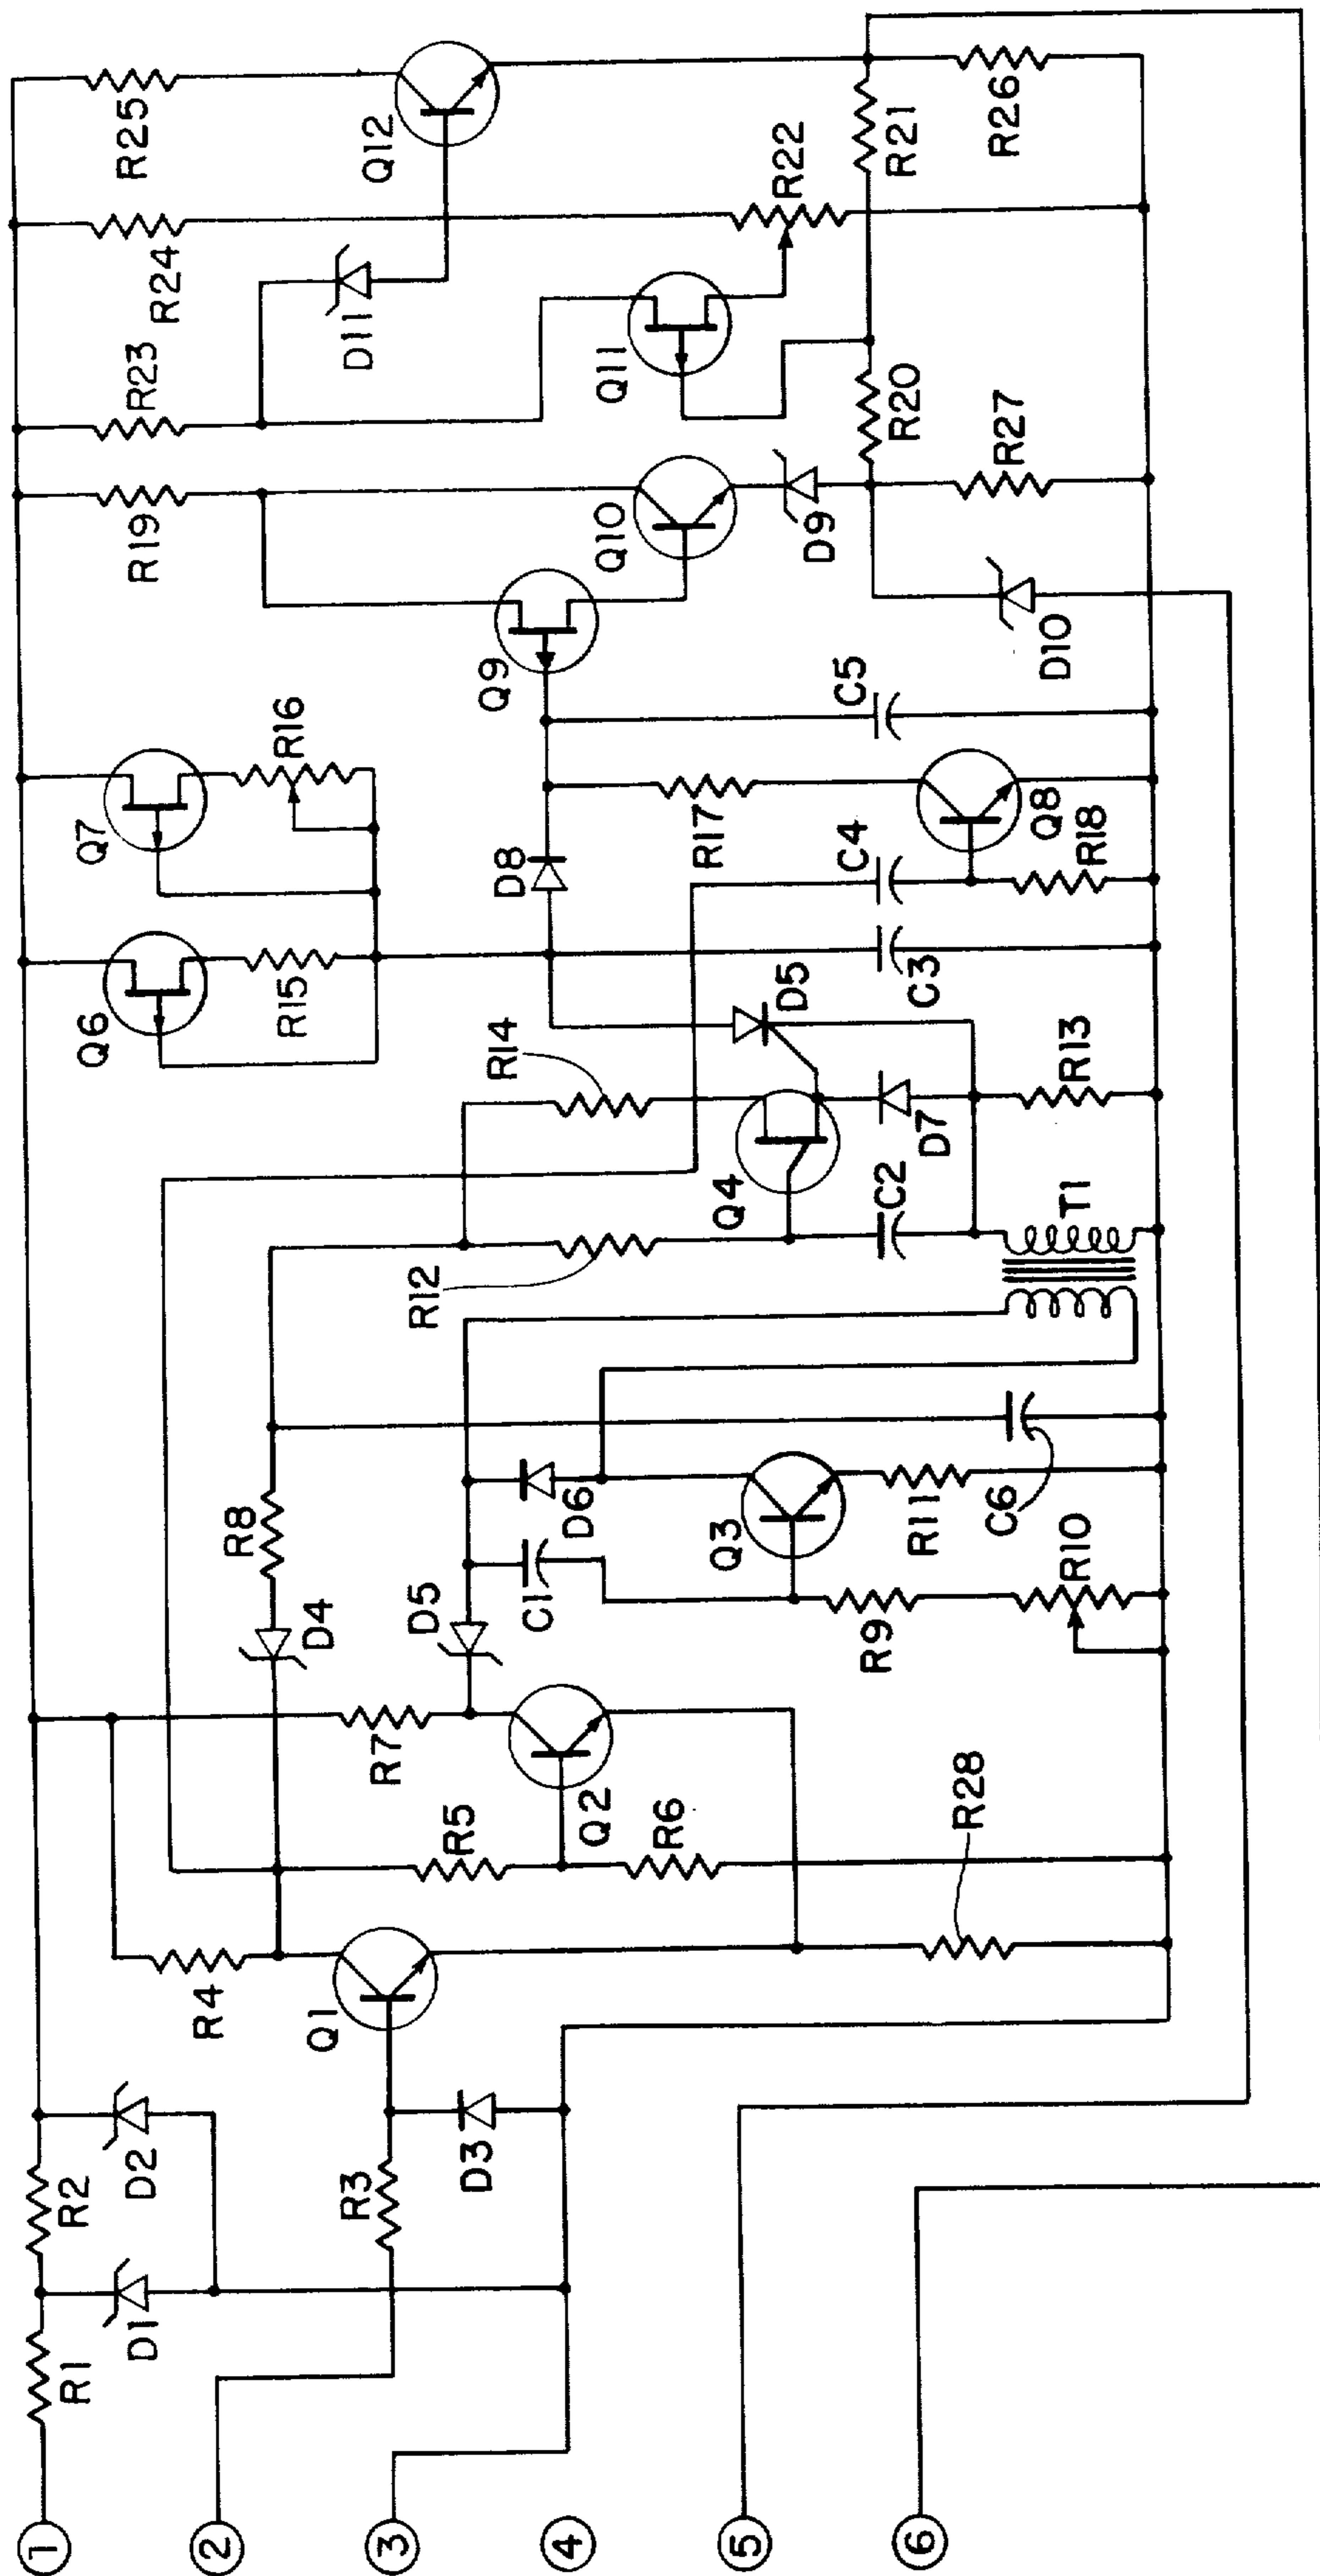 1
2
3
4
5
6
R1
R2
D1
D2
R3
D3
R4
Q1
R5
R6
R28
R7
Q2
D4
R8
D5
C1
D6
Q3
R9
R10
R11
C6
T1
R12
R14
Q4
C2
D7
D5
R13
Q6
R15
Q7
R16
D8
C3
C4
R17
Q8
R18
C5
Q9
R19
Q10
D9
D10
R27
R20
R23
D11
Q11
R24
R22
R21
R25
Q12
R26